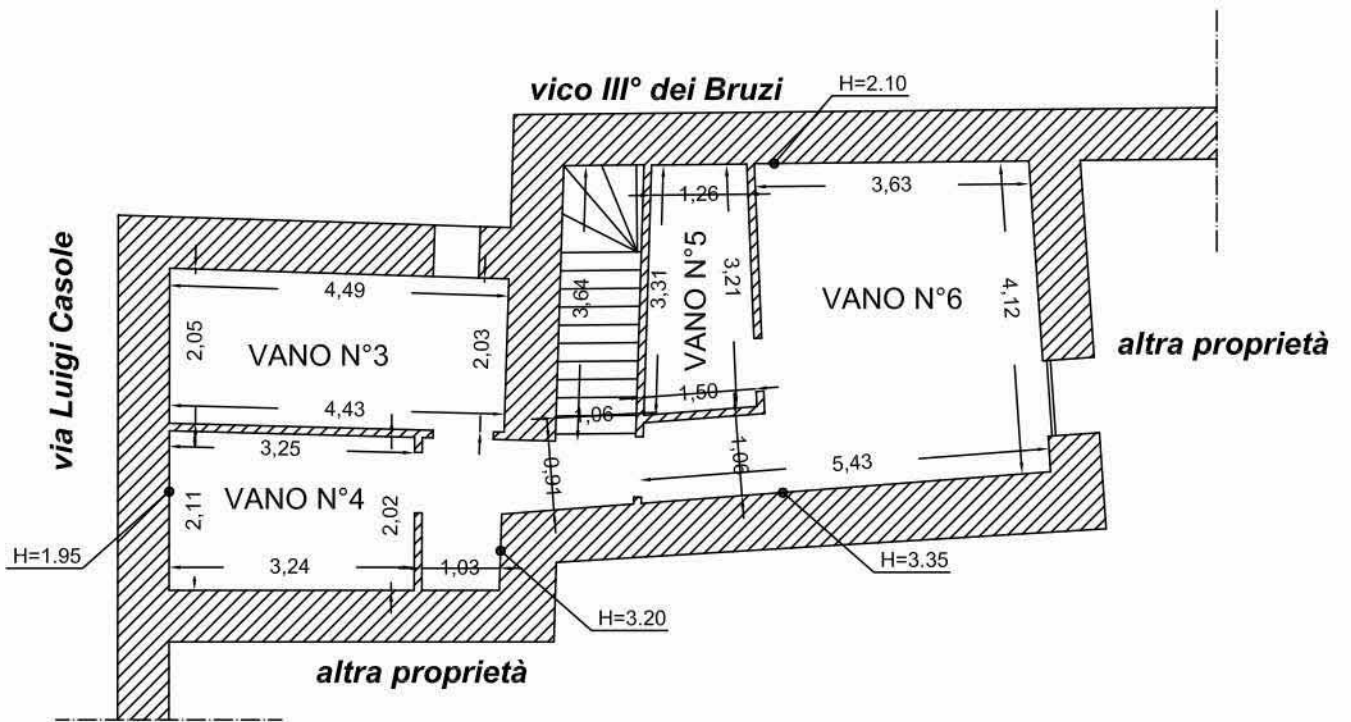 vico III° dei Bruzi
H=2.10
via Luigi Casole
1,26
3,63
4,49
2,05
VANO N°3
2,03
4,43
3,64
3,31
VANO N°5
3,21
VANO N°6
4,12
altra proprietà
1,50
1,06
3,25
VANO N°4
2,11
2,02
0,91
1,06
5,43
H=1.95
3,24
1,03
H=3.35
H=3.20
altra proprietà